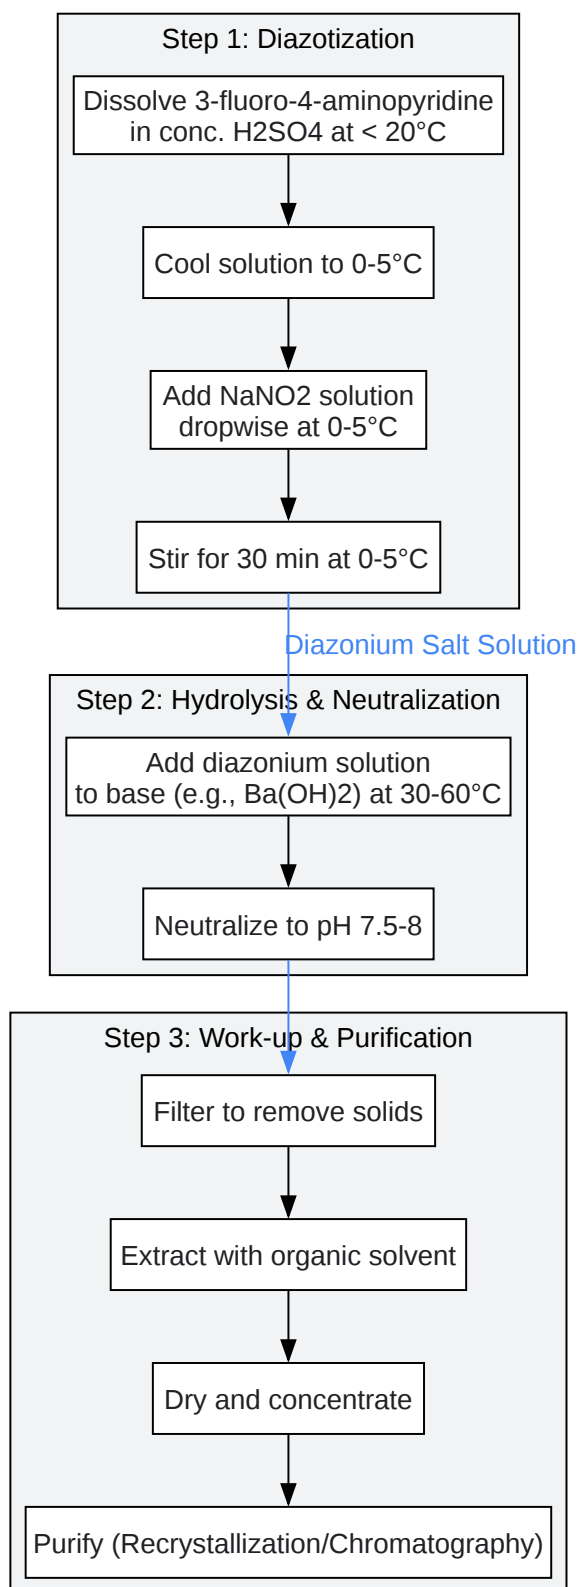 Step 1: Diazotization
Dissolve 3-fluoro-4-aminopyridine
in conc. H2SO4 at < 20°C
Cool solution to 0-5°C
Add NaNO2 solution
dropwise at 0-5°C
Stir for 30 min at 0-5°C
Diazonium Salt Solution
Step 2: Hydrolysis & Neutralization
Add diazonium solution
to base (e.g., Ba(OH)2) at 30-60°C
Neutralize to pH 7.5-8
Step 3: Work-up & Purification
Filter to remove solids
Extract with organic solvent
Dry and concentrate
Purify (Recrystallization/Chromatography)